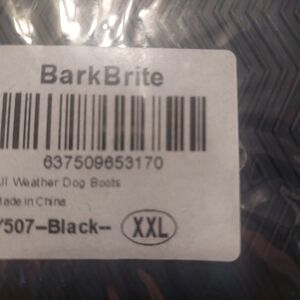 BarkBrite
637509653170
Weather Dog Boots
Made in China
507--Black-- XXL